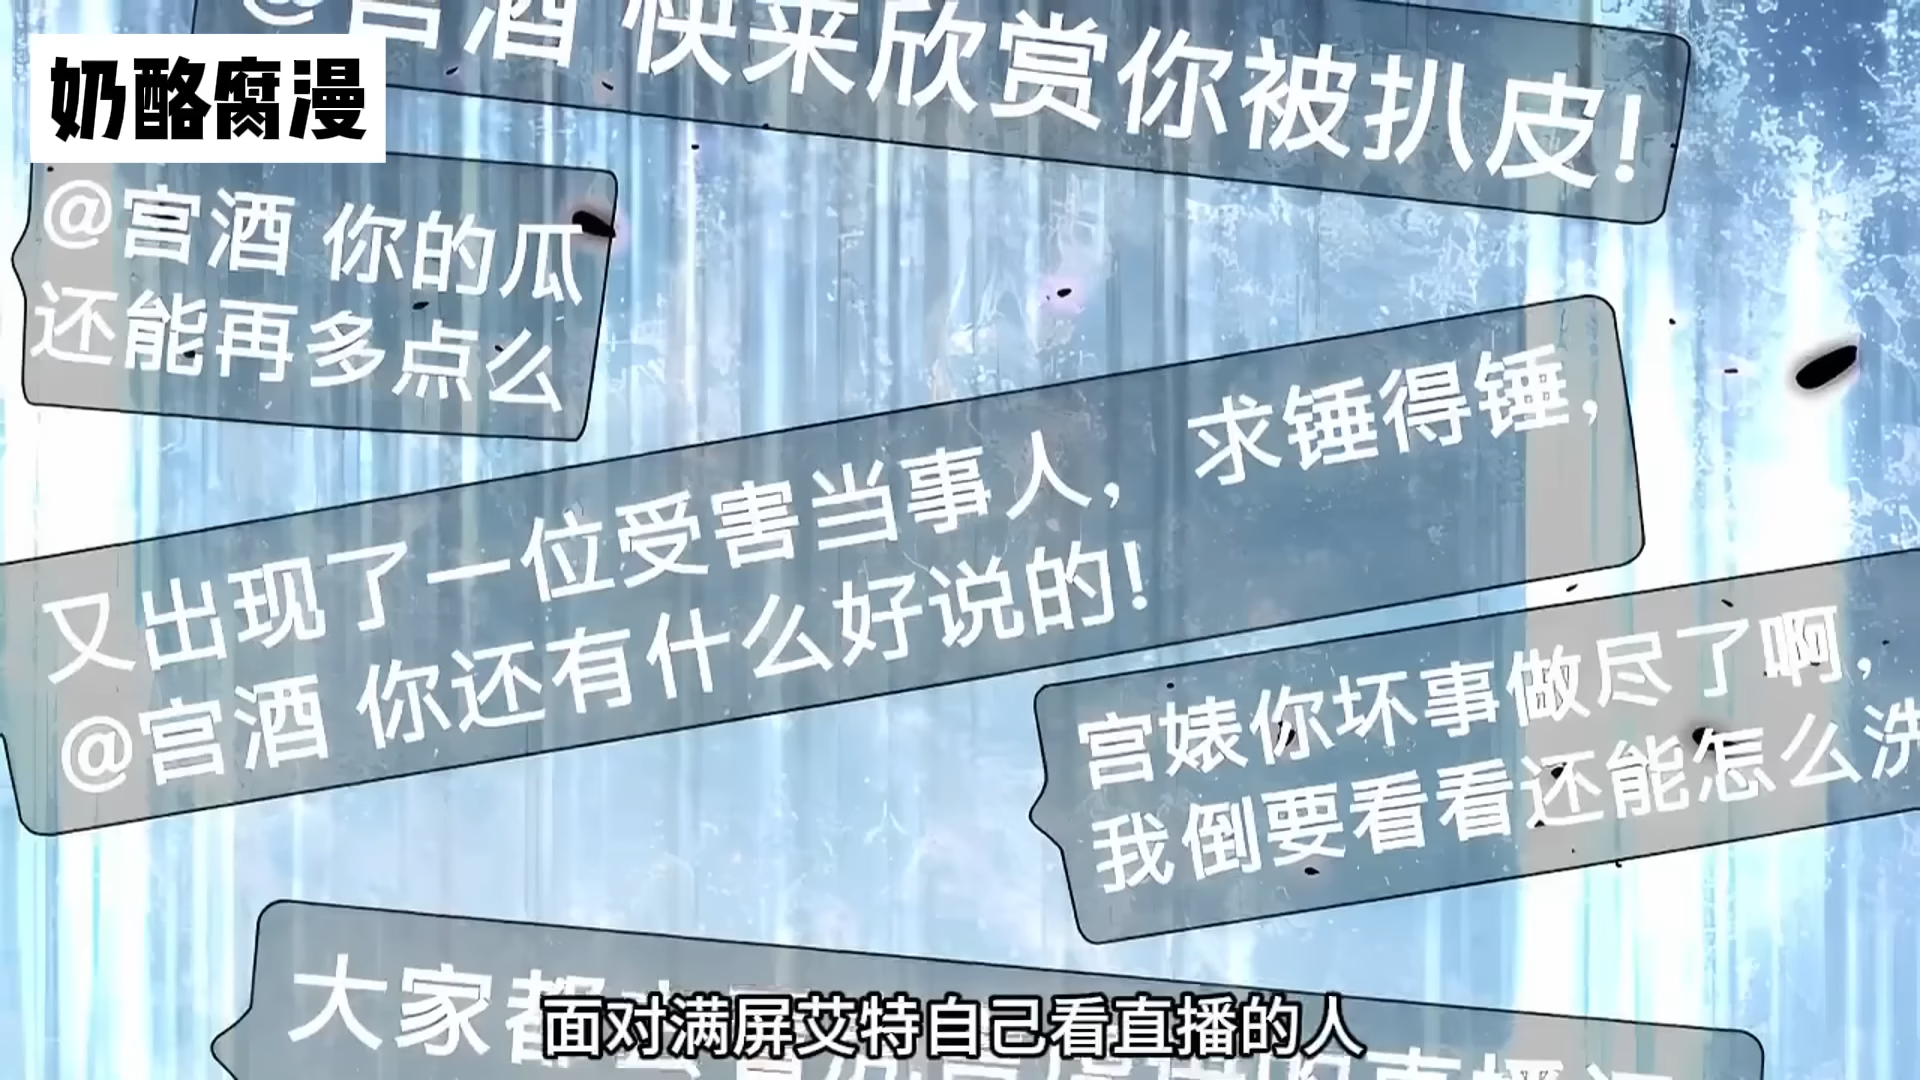 @宫酒 快来欣赏你被扒皮!
奶酪腐漫
@宫酒 你的瓜
还能再多点么
又出现了一位受害当事人, 求锤得锤,
@宫酒 你还有什么好说的!
宫婊你坏事做尽了啊,
我倒要看看还能怎么洗
大家都去看
面对满屏艾特自己看直播的人